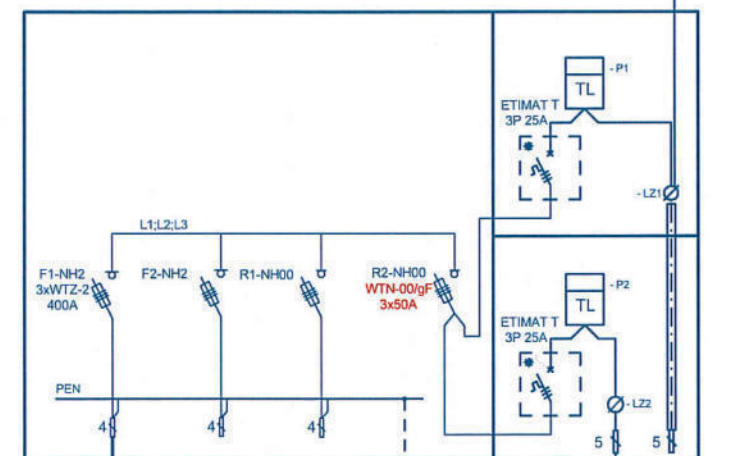 - P1
TL
ETIMAT T
3P 25A
- LZ1
L1;L2;L3
F1-NH2
3xWTZ-2
400A
F2-NH2
R1-NH00
R2-NH00
WTN-00/gF
3x50A
- P2
TL
ETIMAT T
3P 25A
- LZ2
PEN
4
4
4
5
5